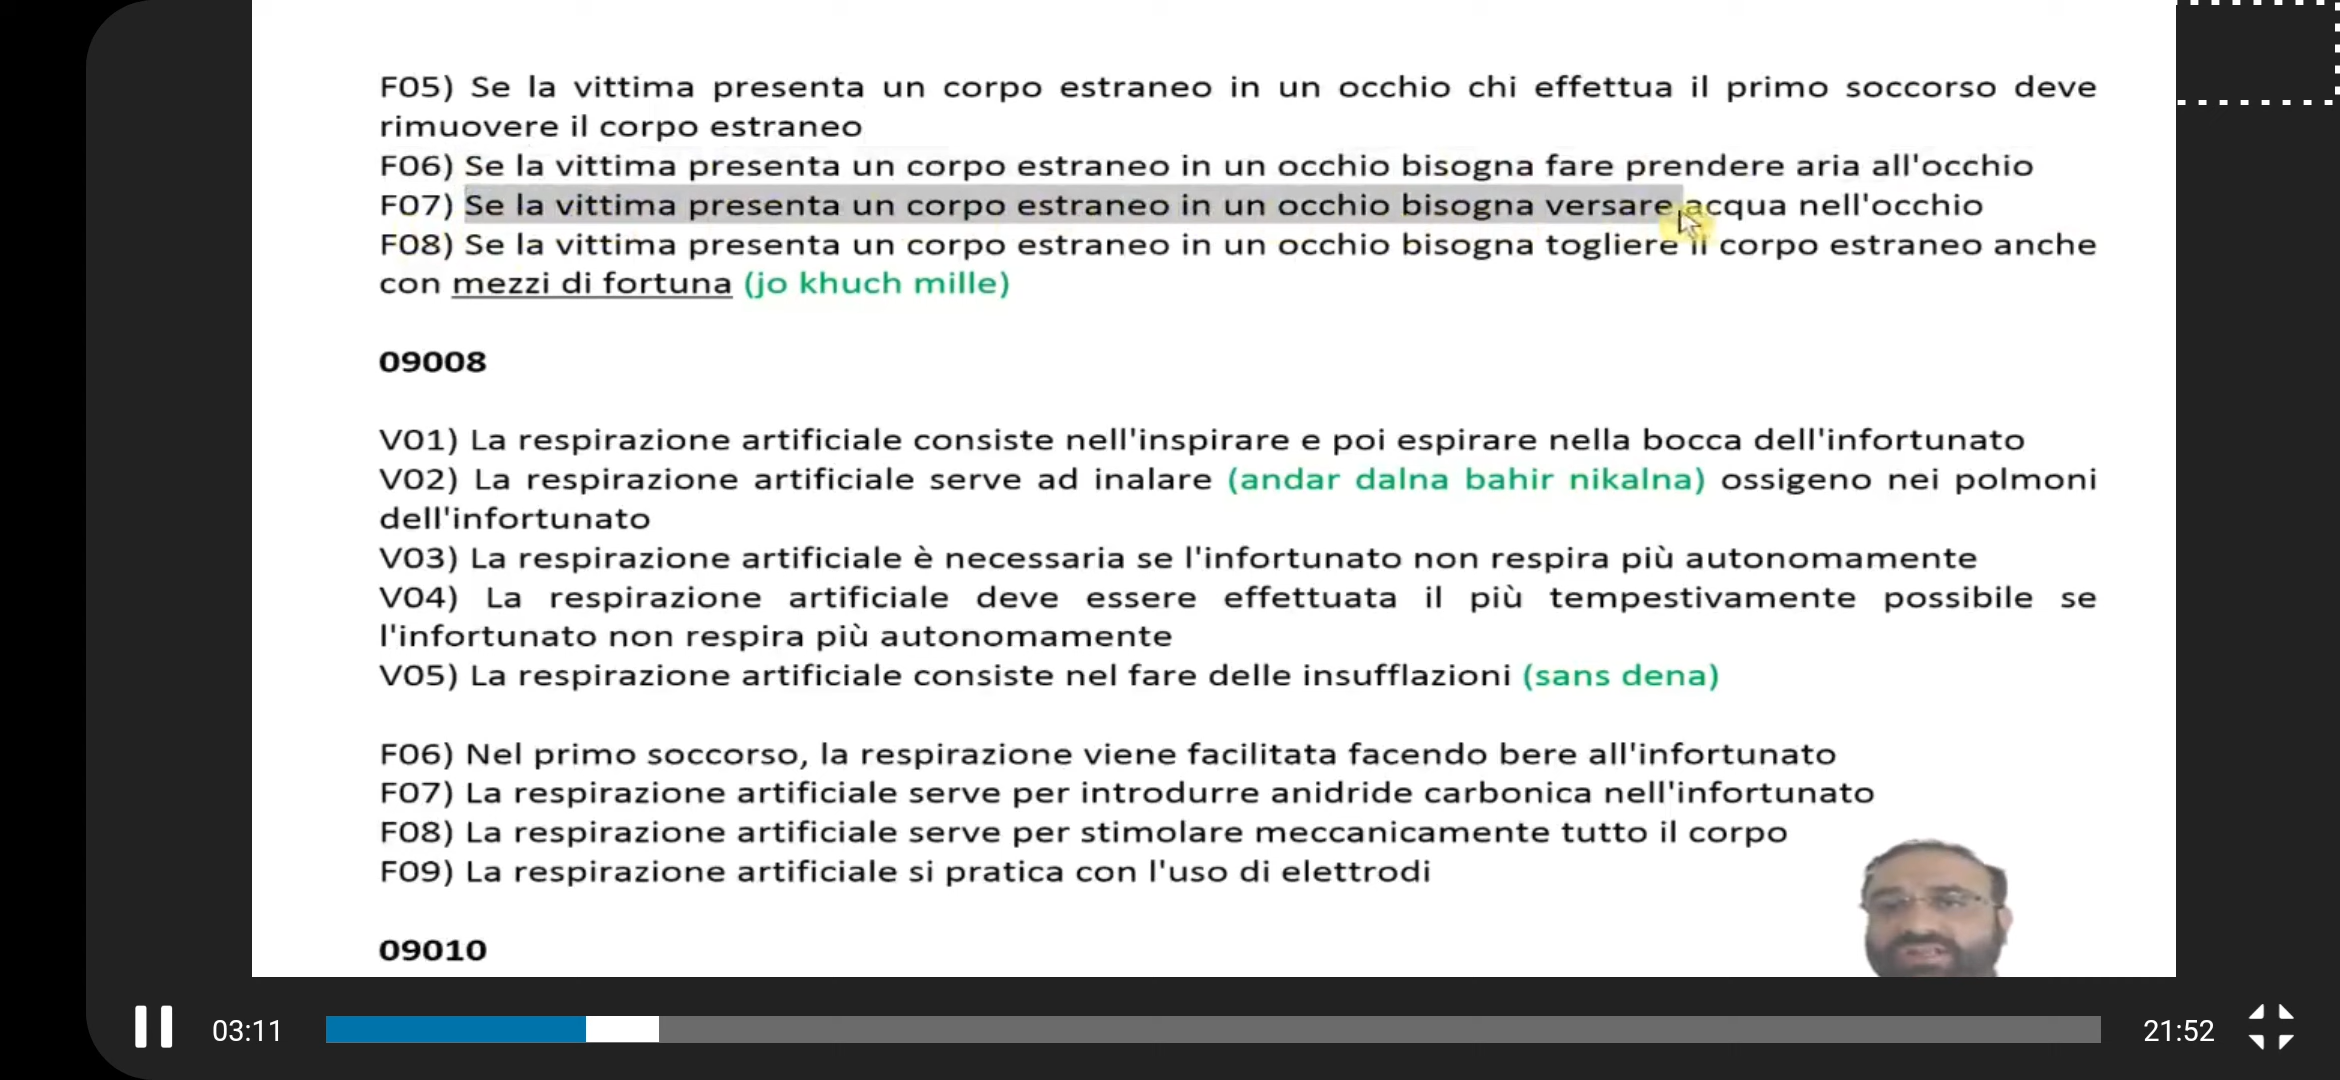 F05) Se la vittima presenta un corpo estraneo in un occhio chi effettua il primo soccorso deve
rimuovere il corpo estraneo
F06) Se la vittima presenta un corpo estraneo in un occhio bisogna fare prendere aria all'occhio
F07) Se la vittima presenta un corpo estraneo in un occhio bisogna versare acqua nell'occhio
F08) Se la vittima presenta un corpo estraneo in un occhio bisogna togliere il corpo estraneo anche
con mezzi di fortuna (jo khuch mille)
09008
V01) La respirazione artificiale consiste nell'inspirare e poi espirare nella bocca dell'infortunato
V02) La respirazione artificiale serve ad inalare (andar dalna bahir nikalna) ossigeno nei polmoni
dell'infortunato
V03) La respirazione artificiale è necessaria se l'infortunato non respira più autonomamente
V04) La respirazione artificiale deve essere effettuata il più tempestivamente possibile se
l'infortunato non respira più autonomamente
V05) La respirazione artificiale consiste nel fare delle insufflazioni (sans dena)
F06) Nel primo soccorso, la respirazione viene facilitata facendo bere all'infortunato
F07) La respirazione artificiale serve per introdurre anidride carbonica nell'infortunato
F08) La respirazione artificiale serve per stimolare meccanicamente tutto il corpo
F09) La respirazione artificiale si pratica con l'uso di elettrodi
09010
03:11
21:52